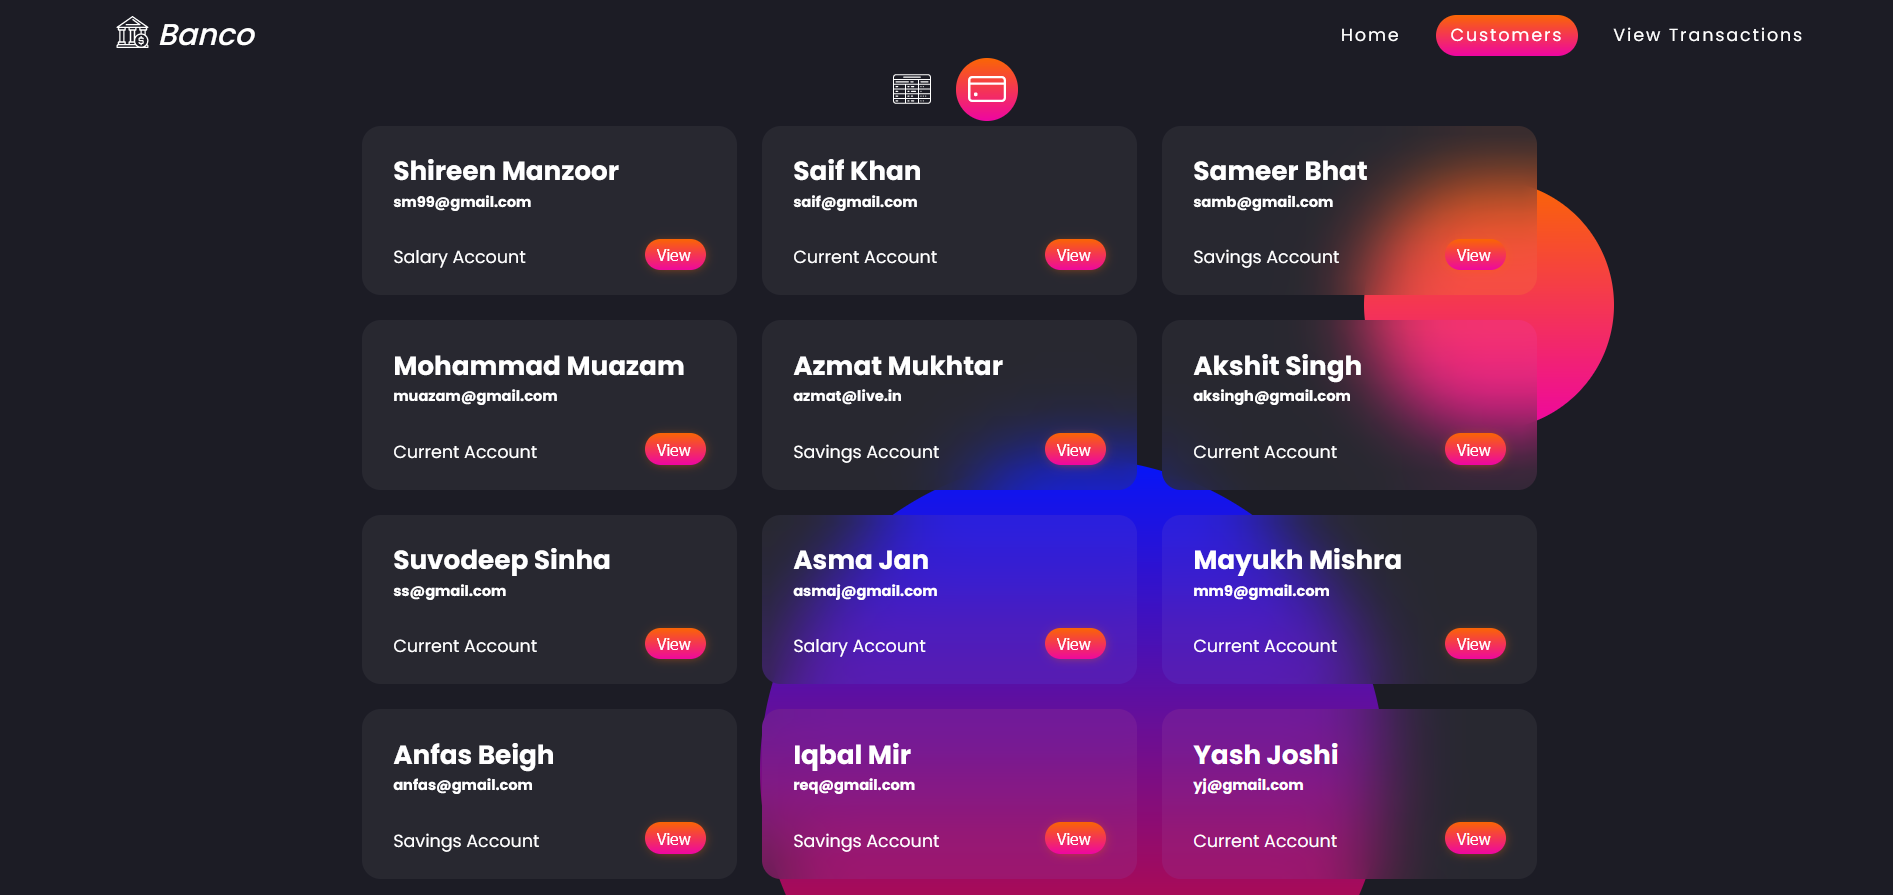 Banco
Home Customers View Transactions
Shireen Manzoor
sm99@gmail.com
Salary Account View
Saif Khan
saif@gmail.com
Current Account View
Sameer Bhat
samb@gmail.com
Savings Account View
Mohammad Muazam
muazam@gmail.com
Current Account View
Azmat Mukhtar
azmat@live.in
Savings Account View
Akshit Singh
aksingh@gmail.com
Current Account View
Suvodeep Sinha
ss@gmail.com
Current Account View
Asma Jan
asmaj@gmail.com
Salary Account View
Mayukh Mishra
mm9@gmail.com
Current Account View
Anfas Beigh
anfas@gmail.com
Savings Account View
Iqbal Mir
req@gmail.com
Savings Account View
Yash Joshi
yj@gmail.com
Current Account View